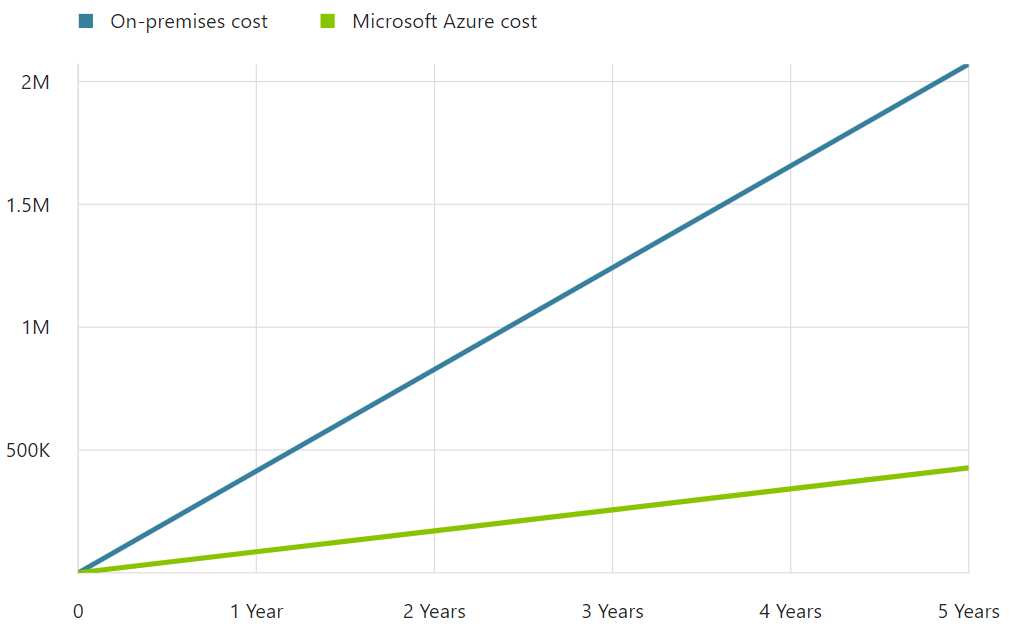 On-premises cost Microsoft Azure cost
2M
1.5M
1M
500K
0 1 Year 2 Years 3 Years 4 Years 5 Years